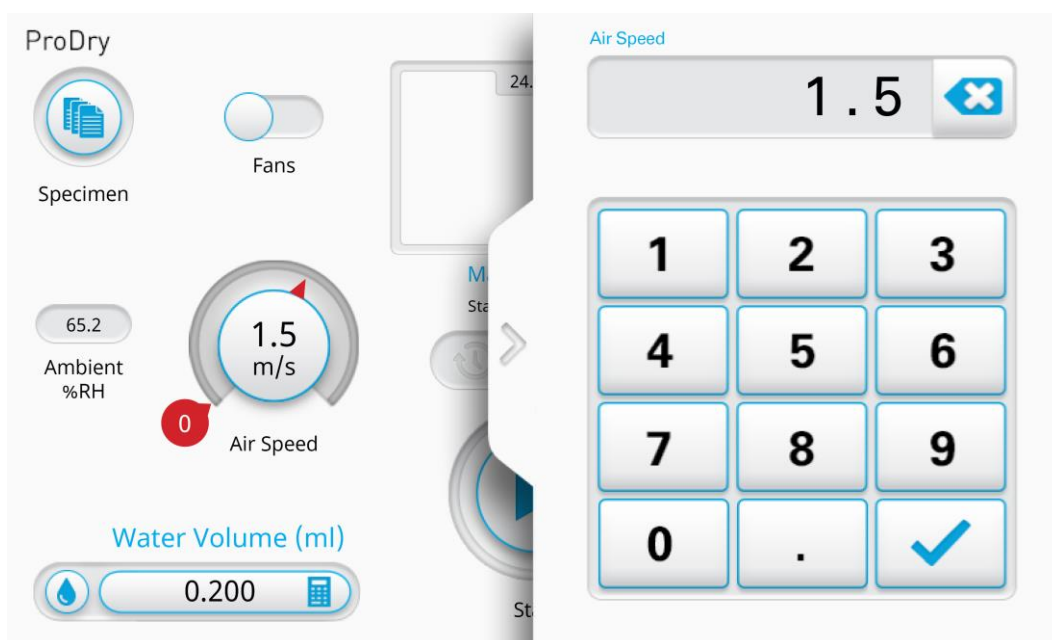 ProDry
Specimen
Fans
24.
65.2
Ambient
%RH
1.5
m/s
0
Air Speed
Water Volume (ml)
0.200
Air Speed
1.5
1 2 3
4 5 6
7 8 9
0 .